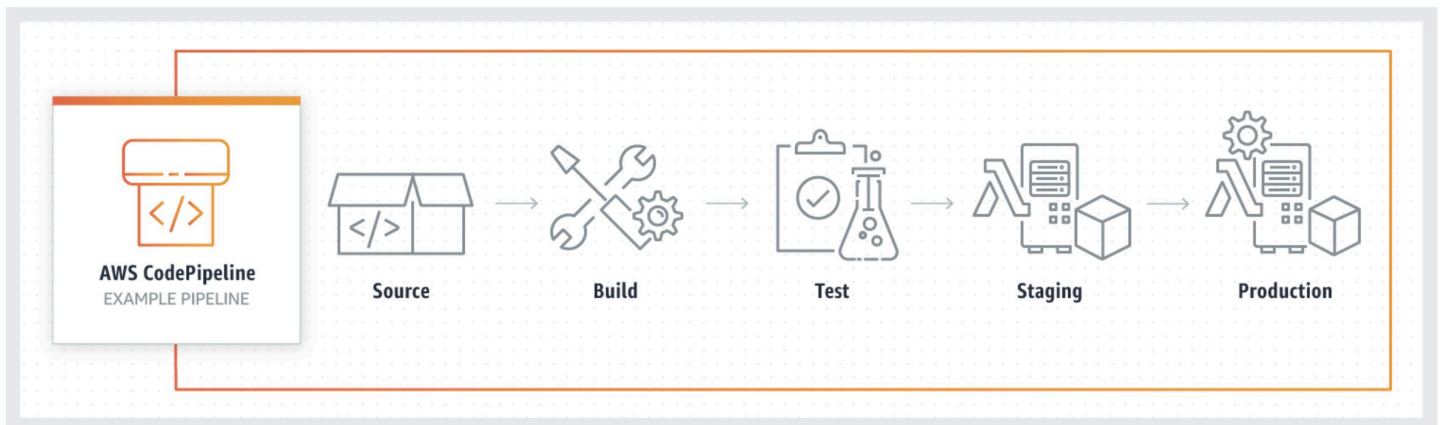 </>
AWS CodePipeline
EXAMPLE PIPELINE
</>
Source
Build
Test
Staging
Production